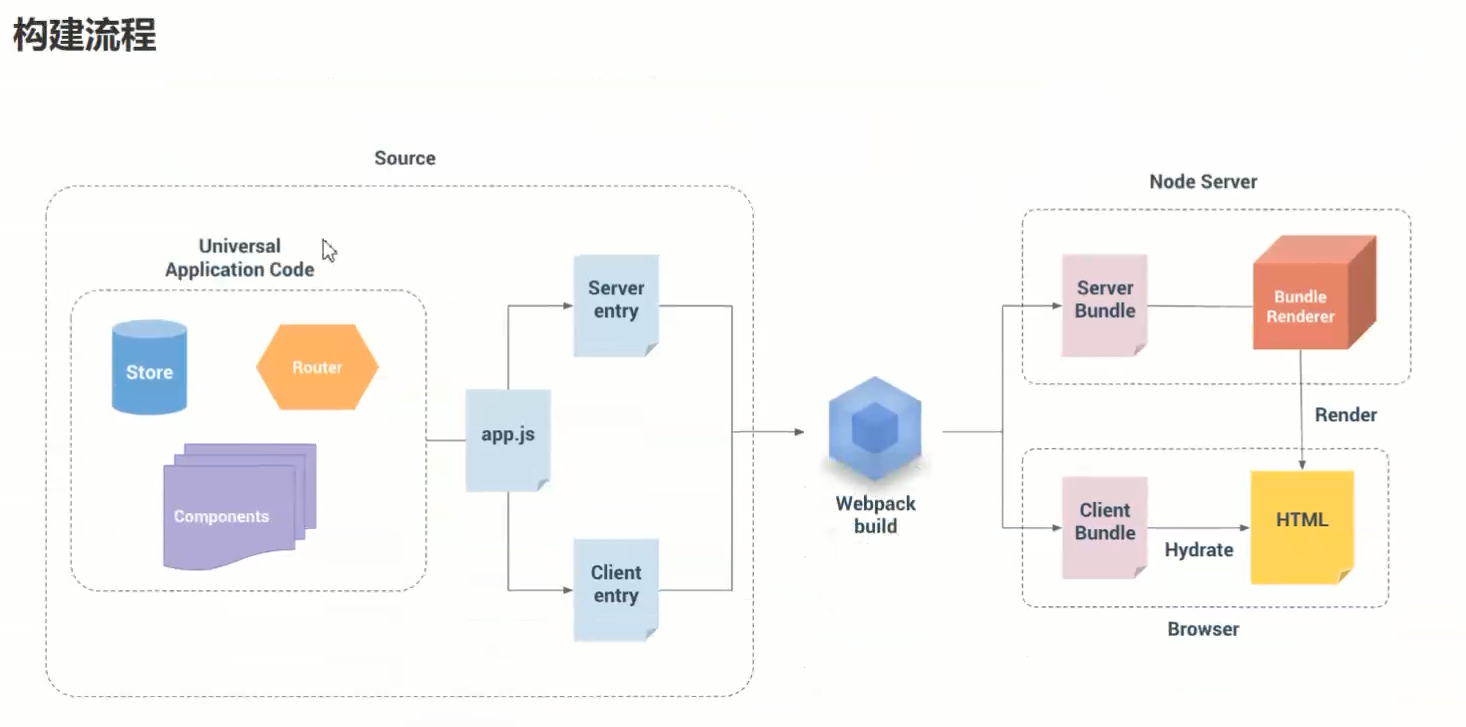 构建流程
Source
Node Server
Universal
Application Code
Store
Router
Components
app.js
Server
entry
Client
entry
Webpack
build
Server
Bundle
Bundle
Renderer
Render
Client
Bundle
Hydrate
HTML
Browser